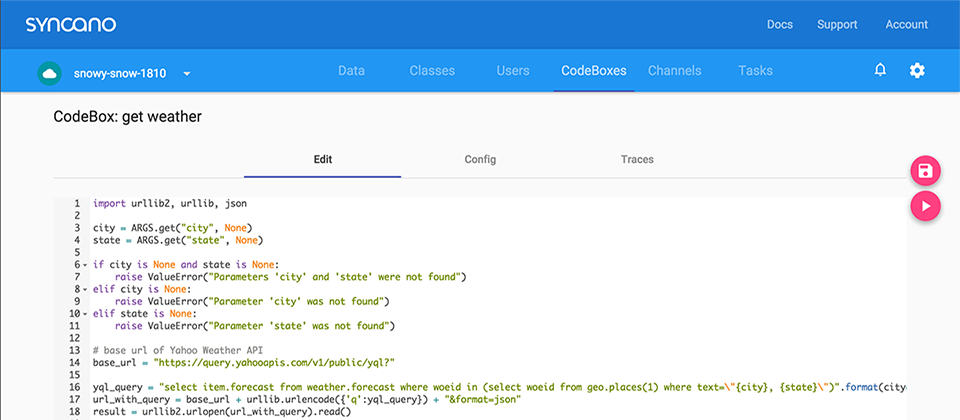 syncano
Docs Support Account
snowy-snow-1810 Data Classes Users CodeBoxes Channels Tasks
CodeBox: get weather
Edit Config Traces
1 import urllib2, urllib, json
2
3 city = ARGS.get("city", None)
4 state = ARGS.get("state", None)
5
6 if city is None and state is None:
7     raise ValueError("Parameters 'city' and 'state' were not found")
8 elif city is None:
9     raise ValueError("Parameter 'city' was not found")
10 elif state is None:
11     raise ValueError("Parameter 'state' was not found")
12
13 # base url of Yahoo Weather API
14 base_url = "https://query.yahooapis.com/v1/public/yql?"
15
16 yql_query = "select item.forecast from weather.forecast where woeid in (select woeid from geo.places(1) where text=\"{city}, {state}\")".format(city
17 url_with_query = base_url + urllib.urlencode({'q':yql_query}) + "&format=json"
18 result = urllib2.urlopen(url_with_query).read()